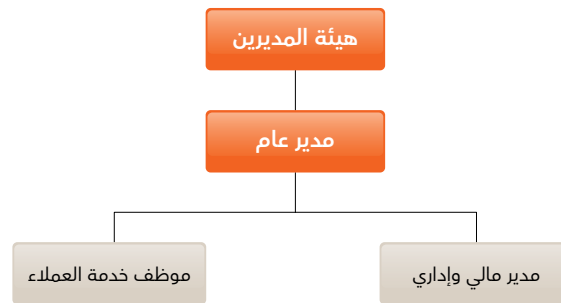 هيئة المديرين
مدير عام
مدير مالي وإداري
موظف خدمة العملاء